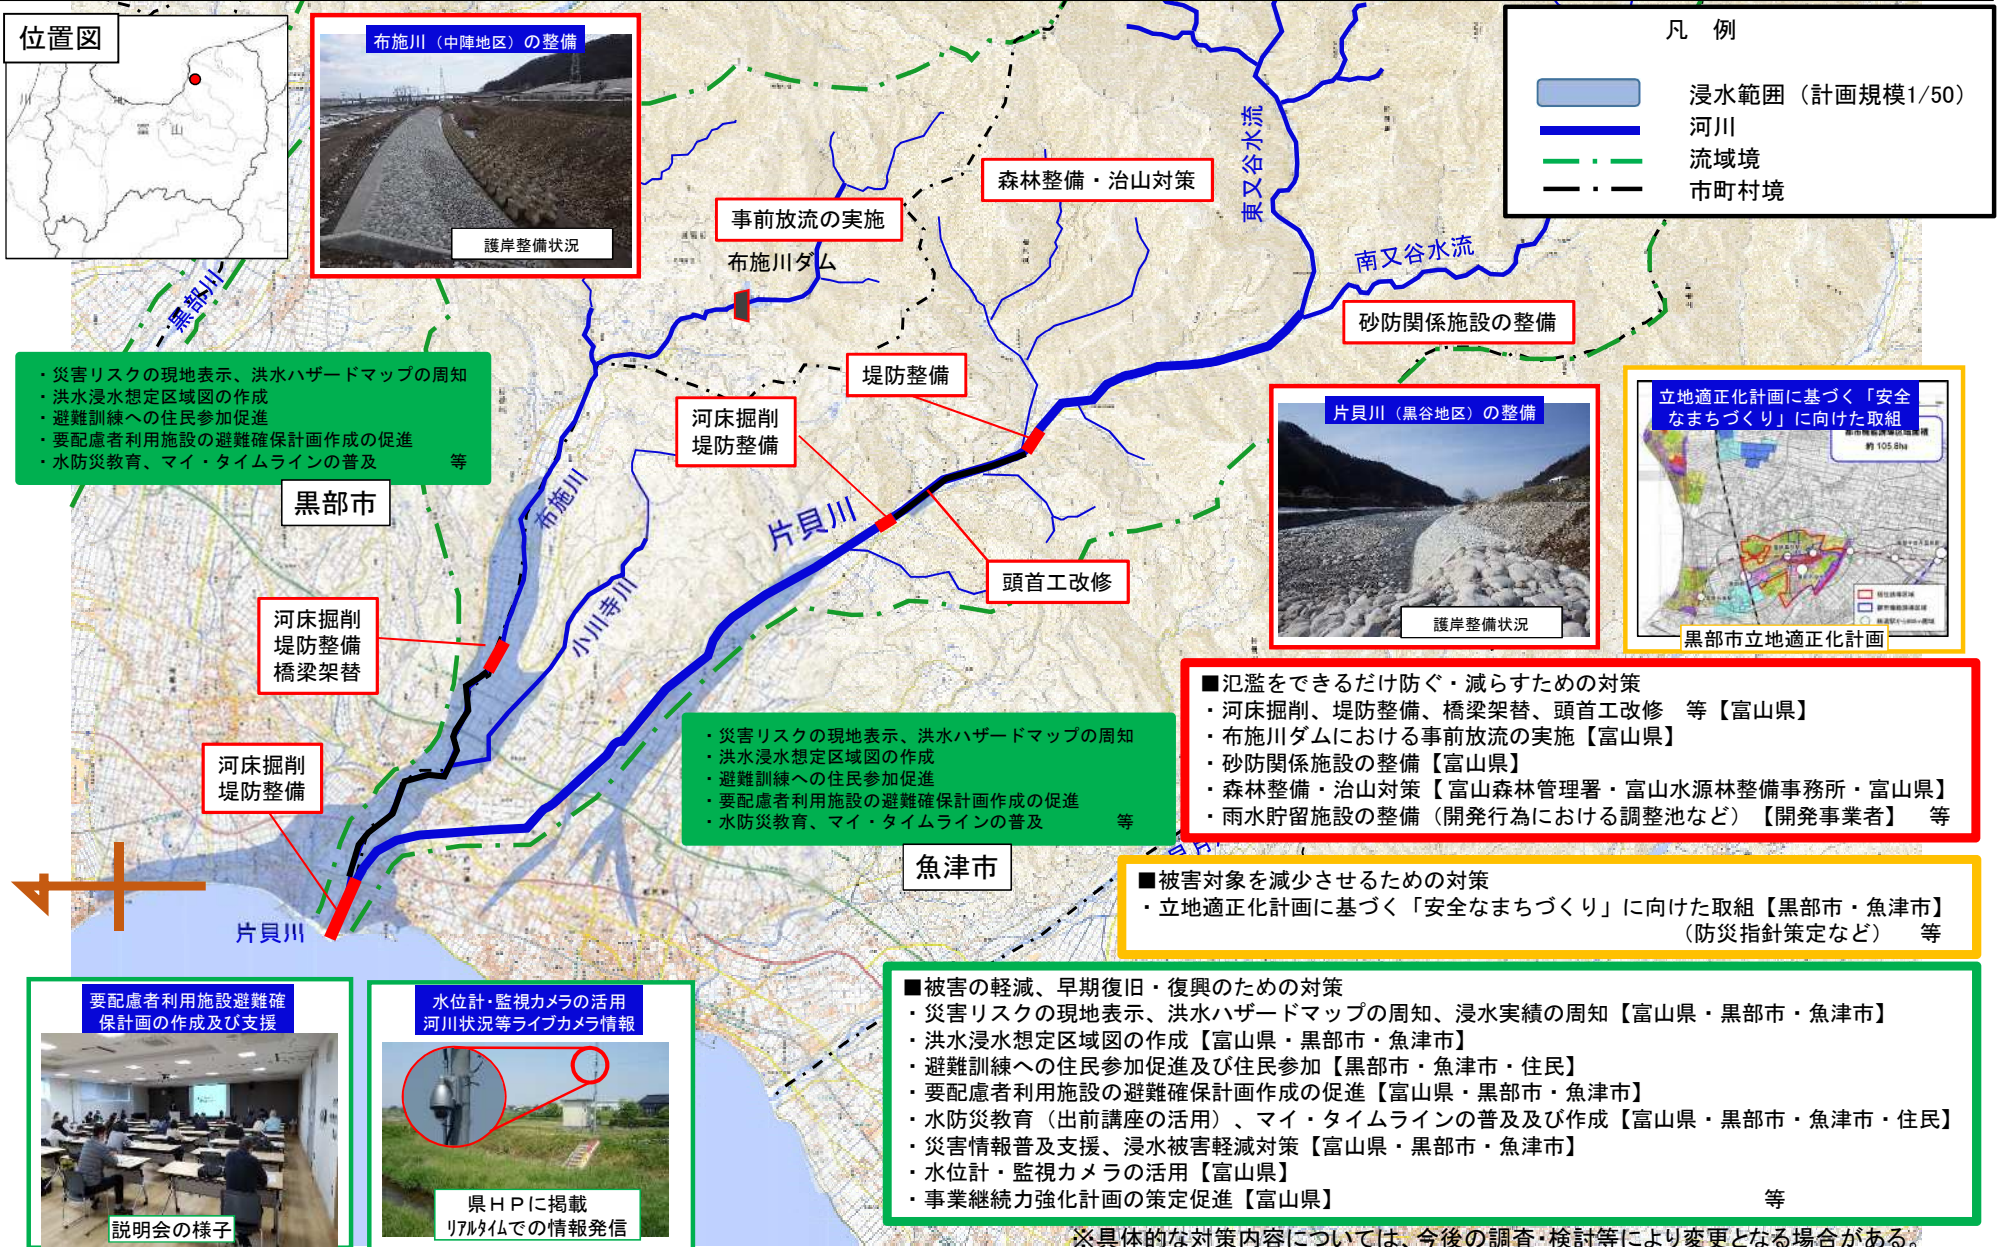 位置図
布施川（中陣地区）の整備
護岸整備状況
凡　例
浸水範囲（計画規模1/50）
河川
流域境
市町村境
東又谷水流
森林整備・治山対策
事前放流の実施
布施川ダム
南又谷水流
砂防関係施設の整備
黒部川
・災害リスクの現地表示、洪水ハザードマップの周知
・洪水浸水想定区域図の作成
・避難訓練への住民参加促進
・要配慮者利用施設の避難確保計画作成の促進
・水防災教育、マイ・タイムラインの普及　　　　等
黒部市
堤防整備
河床掘削
堤防整備
布施川
片貝川
頭首工改修
片貝川（黒谷地区）の整備
護岸整備状況
立地適正化計画に基づく「安全
なまちづくり」に向けた取組
約 105.8ha
黒部市立地適正化計画
河床掘削
堤防整備
橋梁架替
小川寺川
河床掘削
堤防整備
片貝川
・災害リスクの現地表示、洪水ハザードマップの周知
・洪水浸水想定区域図の作成
・避難訓練への住民参加促進
・要配慮者利用施設の避難確保計画作成の促進
・水防災教育、マイ・タイムラインの普及　　　　等
魚津市
■氾濫をできるだけ防ぐ・減らすための対策
・河床掘削、堤防整備、橋梁架替、頭首工改修　等【富山県】
・布施川ダムにおける事前放流の実施【富山県】
・砂防関係施設の整備【富山県】
・森林整備・治山対策【富山森林管理署・富山水源林整備事務所・富山県】
・雨水貯留施設の整備（開発行為における調整池など）【開発事業者】　等
■被害対象を減少させるための対策
・立地適正化計画に基づく「安全なまちづくり」に向けた取組【黒部市・魚津市】
（防災指針策定など）　等
■被害の軽減、早期復旧・復興のための対策
・災害リスクの現地表示、洪水ハザードマップの周知、浸水実績の周知【富山県・黒部市・魚津市】
・洪水浸水想定区域図の作成【富山県・黒部市・魚津市】
・避難訓練への住民参加促進及び住民参加【黒部市・魚津市・住民】
・要配慮者利用施設の避難確保計画作成の促進【富山県・黒部市・魚津市】
・水防災教育（出前講座の活用）、マイ・タイムラインの普及及び作成【富山県・黒部市・魚津市・住民】
・災害情報普及支援、浸水被害軽減対策【富山県・黒部市・魚津市】
・水位計・監視カメラの活用【富山県】
・事業継続力強化計画の策定促進【富山県】　　　　等
要配慮者利用施設避難確
保計画の作成及び支援
説明会の様子
水位計・監視カメラの活用
河川状況等ライブカメラ情報
県ＨＰに掲載
ﾘｱﾙﾀｲﾑでの情報発信
※具体的な対策内容については、今後の調査・検討等により変更となる場合がある。